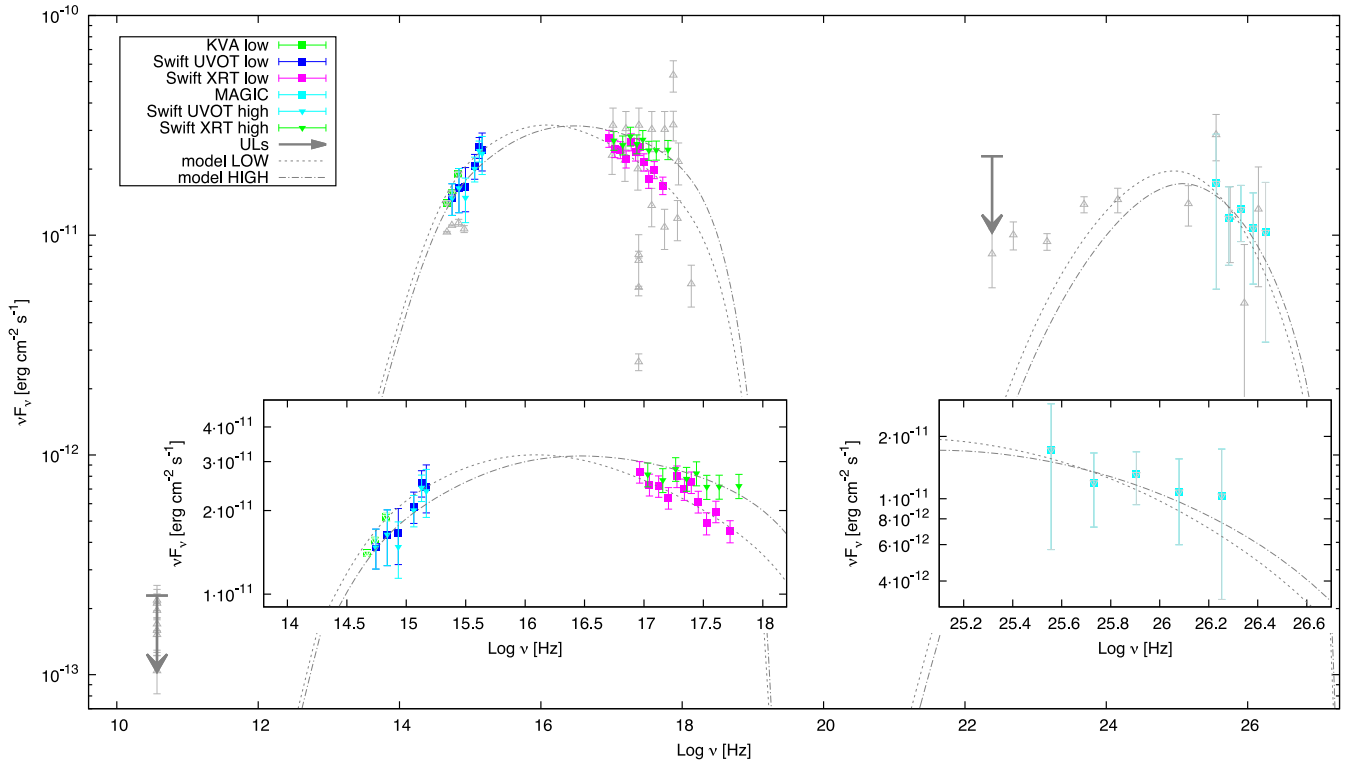 10⁻¹⁰
KVA low
Swift UVOT low
Swift XRT low
MAGIC
Swift UVOT high
Swift XRT high
ULs
model LOW
model HIGH
10⁻¹¹
νFν [erg cm⁻² s⁻¹]
10⁻¹²
10⁻¹³
4·10⁻¹¹
3·10⁻¹¹
2·10⁻¹¹
1·10⁻¹¹
νFν [erg cm⁻² s⁻¹]
14 14.5 15 15.5 16 16.5 17 17.5 18
Log ν [Hz]
2·10⁻¹¹
1·10⁻¹¹
8·10⁻¹²
6·10⁻¹²
4·10⁻¹²
νFν [erg cm⁻² s⁻¹]
25.2 25.4 25.6 25.8 26 26.2 26.4 26.6
Log ν [Hz]
10 12 14 16 18 20 22 24 26
Log ν [Hz]